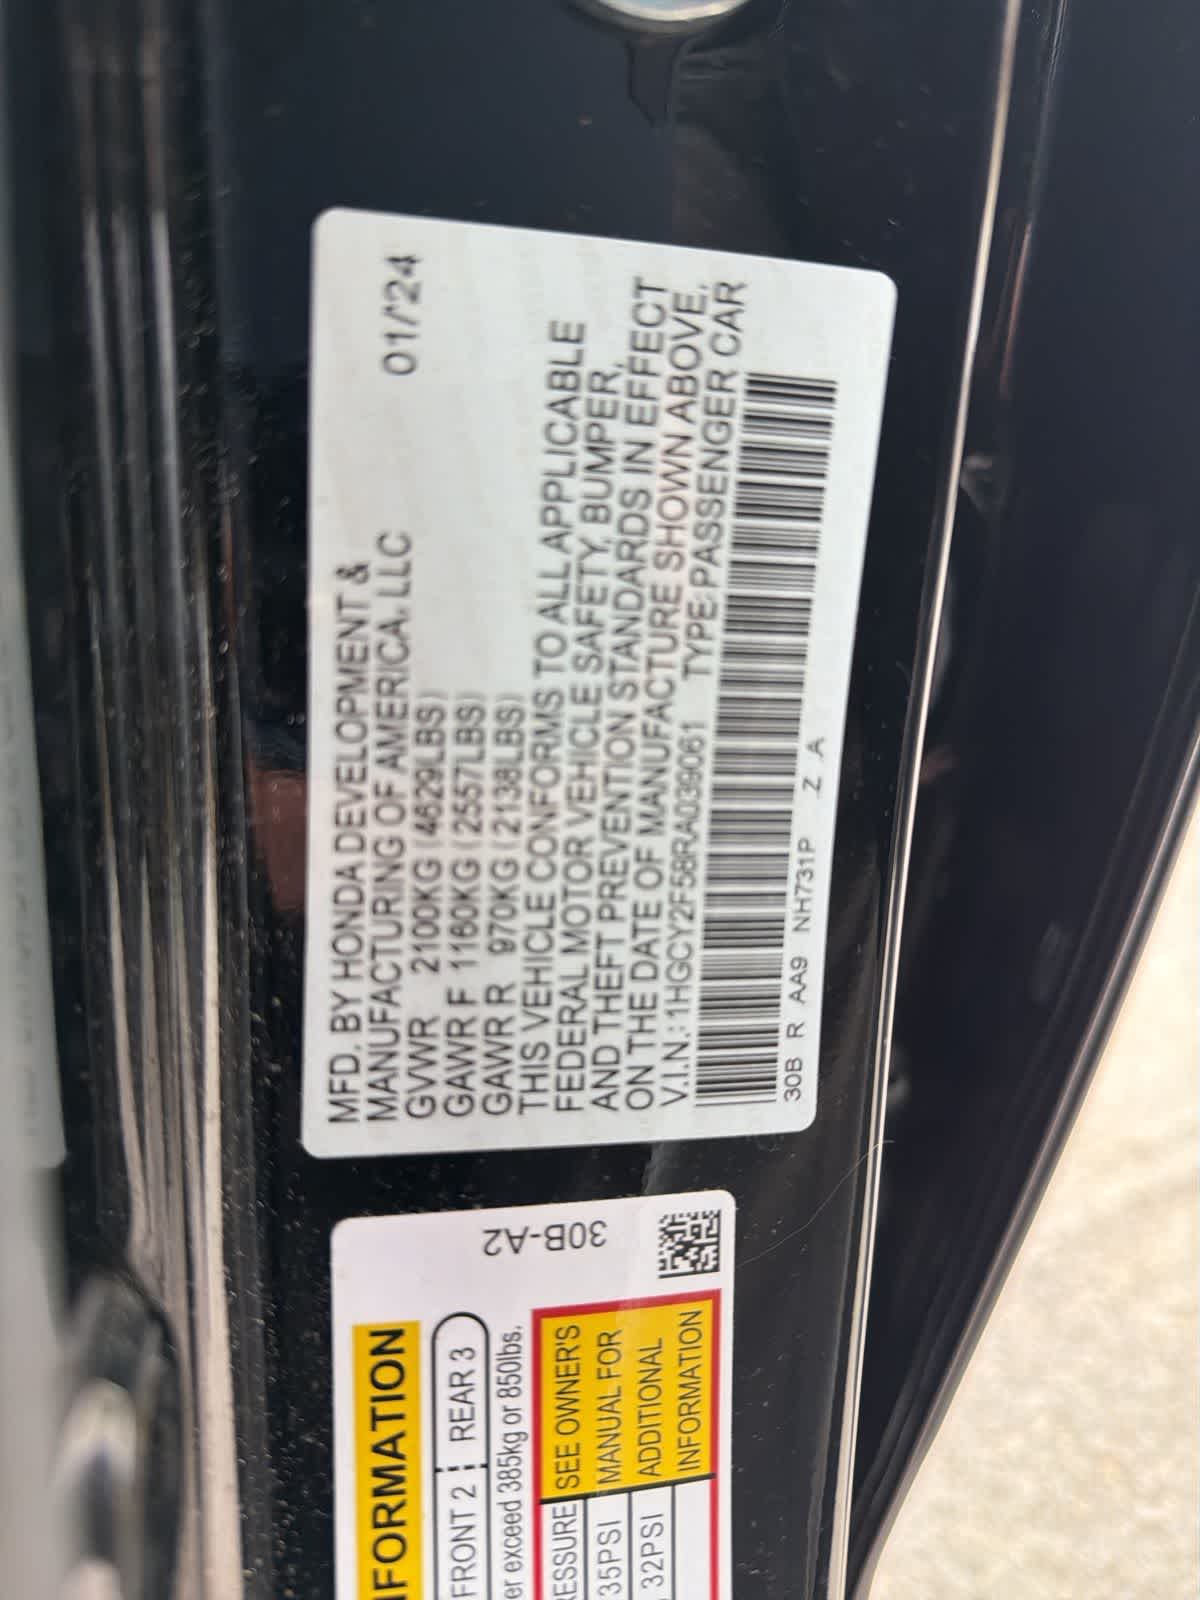 MFD. BY HONDA DEVELOPMENT &
MANUFACTURING OF AMERICA, LLC 01/'24
GVWR 2100KG (4629LBS)
GAWR F 1160KG (2557LBS)
GAWR R 970KG (2138LBS)
THIS VEHICLE CONFORMS TO ALL APPLICABLE
FEDERAL MOTOR VEHICLE SAFETY, BUMPER,
AND THEFT PREVENTION STANDARDS IN EFFECT
ON THE DATE OF MANUFACTURE SHOWN ABOVE.
V.I.N.: 1HGCY2F58RA039061 TYPE:PASSENGER CAR
30B R AA9 NH731P Z A
30B-A2
FORMATION
FRONT 2 REAR 3
er exceed 385kg or 850lbs.
RESSURE SEE OWNER'S
35PSI MANUAL FOR
32PSI ADDITIONAL
INFORMATION